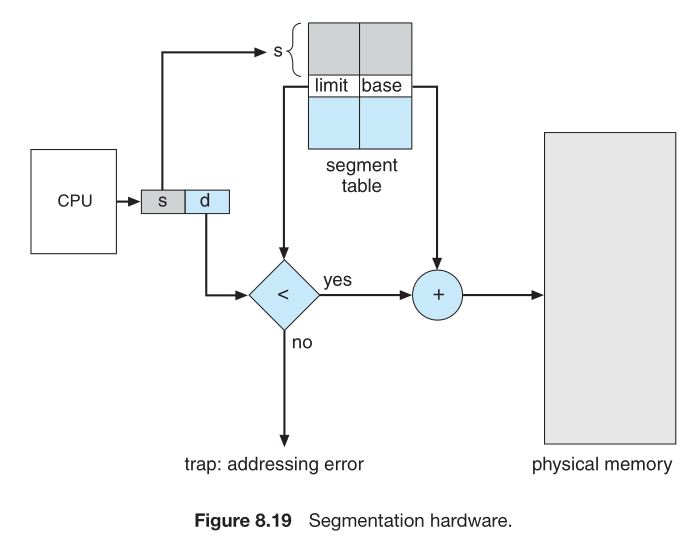 s
limit base
segment
table
CPU
s d
<
yes
+
no
trap: addressing error
physical memory
Figure 8.19 Segmentation hardware.